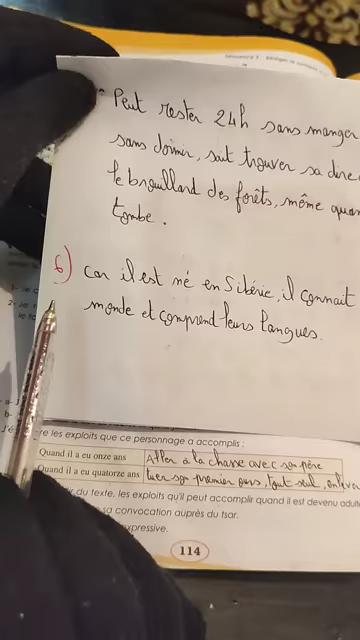 - Peut rester 24h sans manger
sans dormir, sait trouver sa dire
le brouillard des forêts, même quan
tombe.
6) car il est né en Sibérie, il connait
monde et comprend leurs langues.
re les exploits que ce personnage a accomplis :
Quand il a eu onze ans Aller à la chasse avec son père
Quand il a eu quatorze ans tuer son premier ours, tout seul, enlever
ir du texte, les exploits qu'il peut accomplir quand il est devenu adult
sa convocation auprès du tsar.
expressive.
114